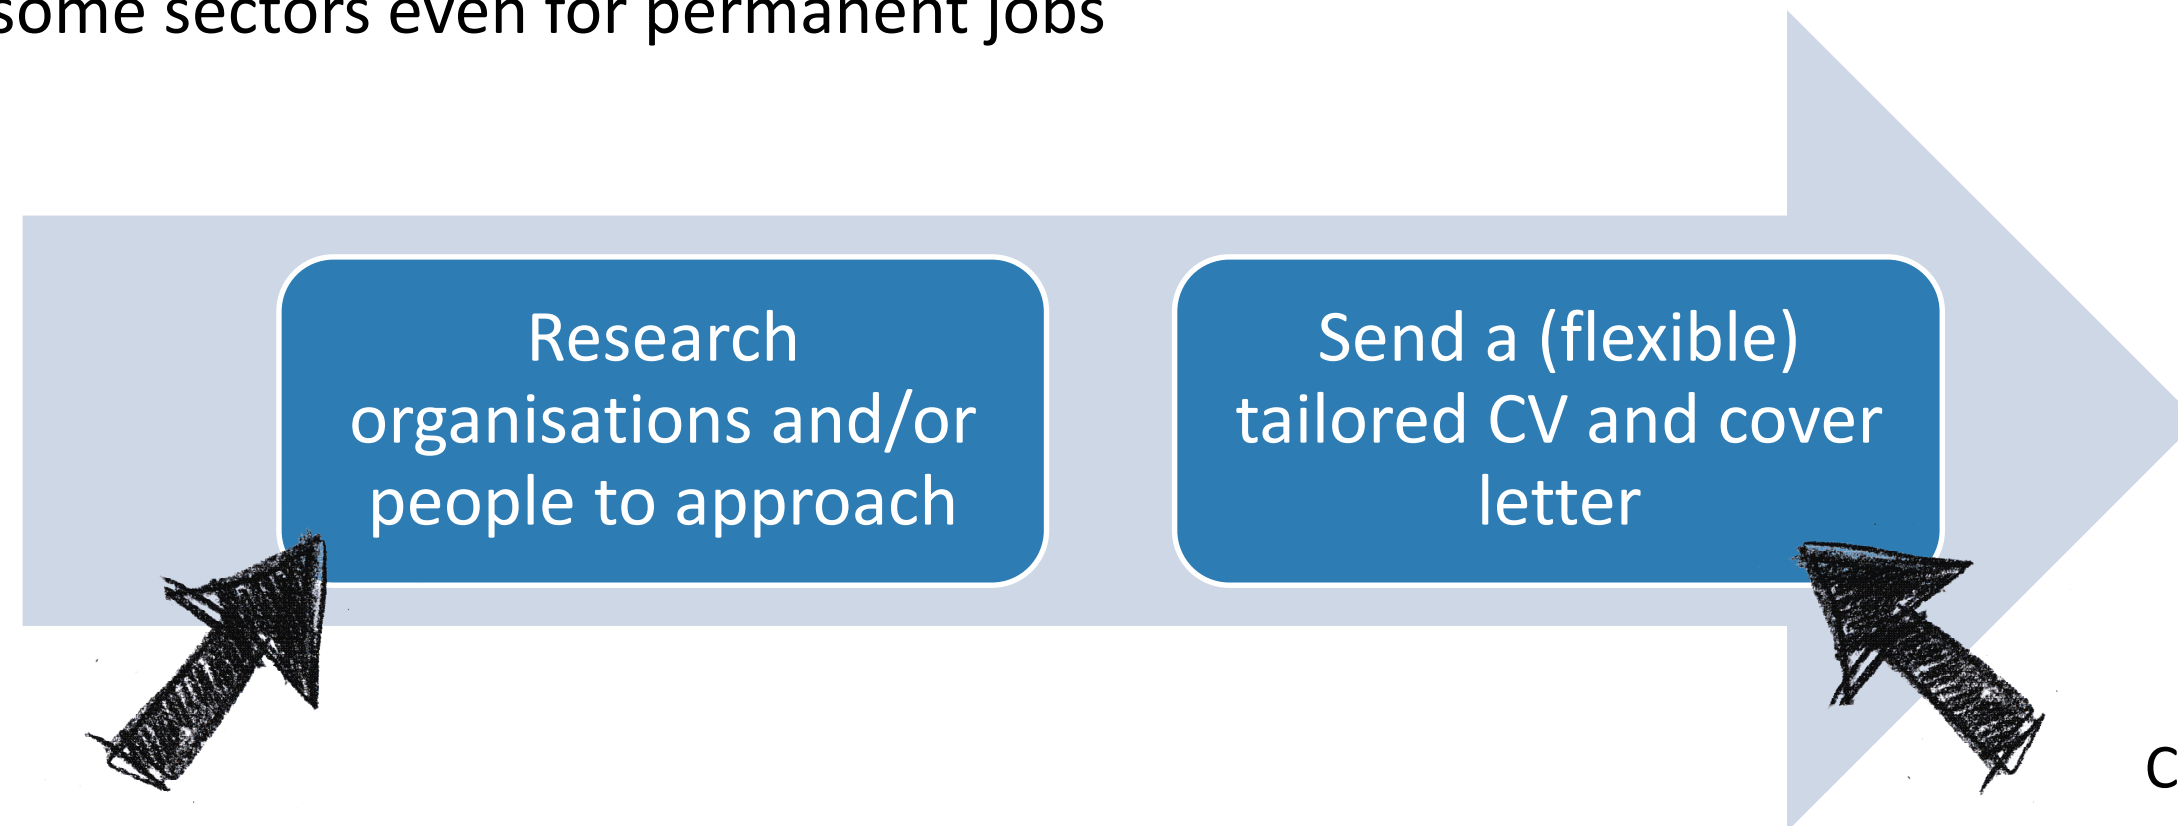 some sectors even for permanent jobs
Research
organisations and/or
people to approach
Send a (flexible)
tailored CV and cover
letter
C